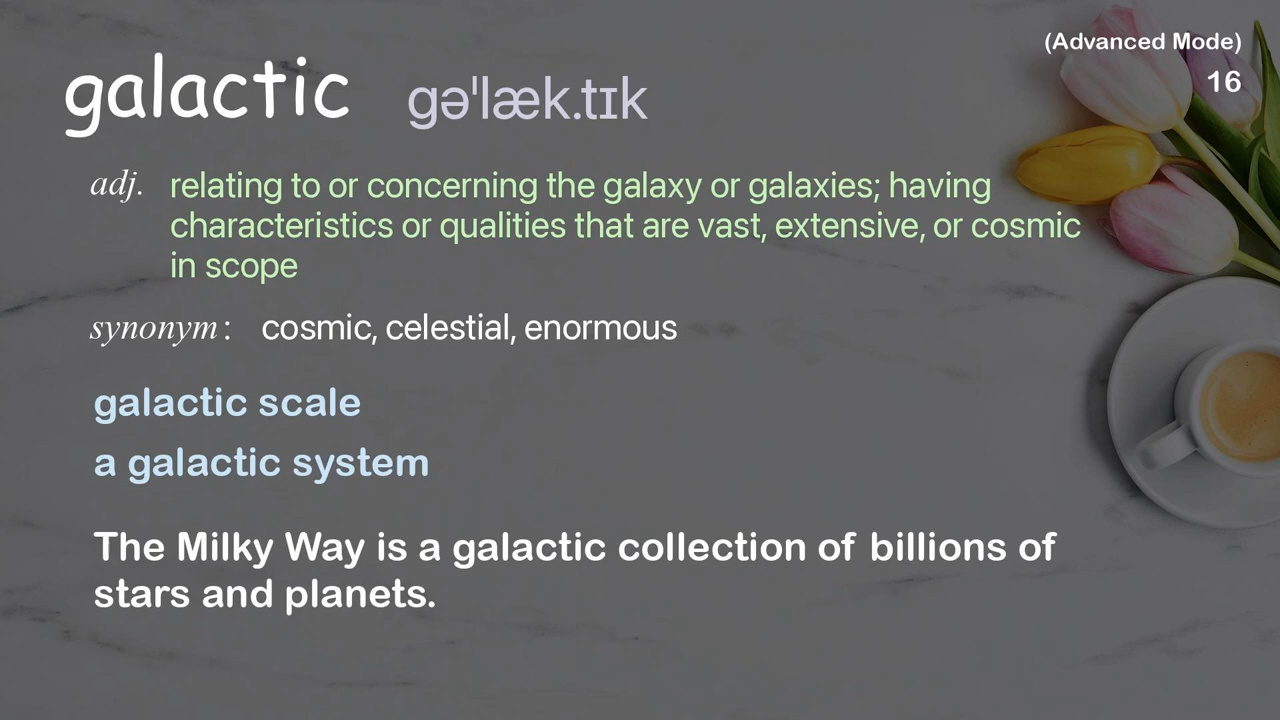 (Advanced Mode)
16
galactic gəˈlæk.tɪk
adj. relating to or concerning the galaxy or galaxies; having
characteristics or qualities that are vast, extensive, or cosmic
in scope
synonym: cosmic, celestial, enormous
galactic scale
a galactic system
The Milky Way is a galactic collection of billions of
stars and planets.